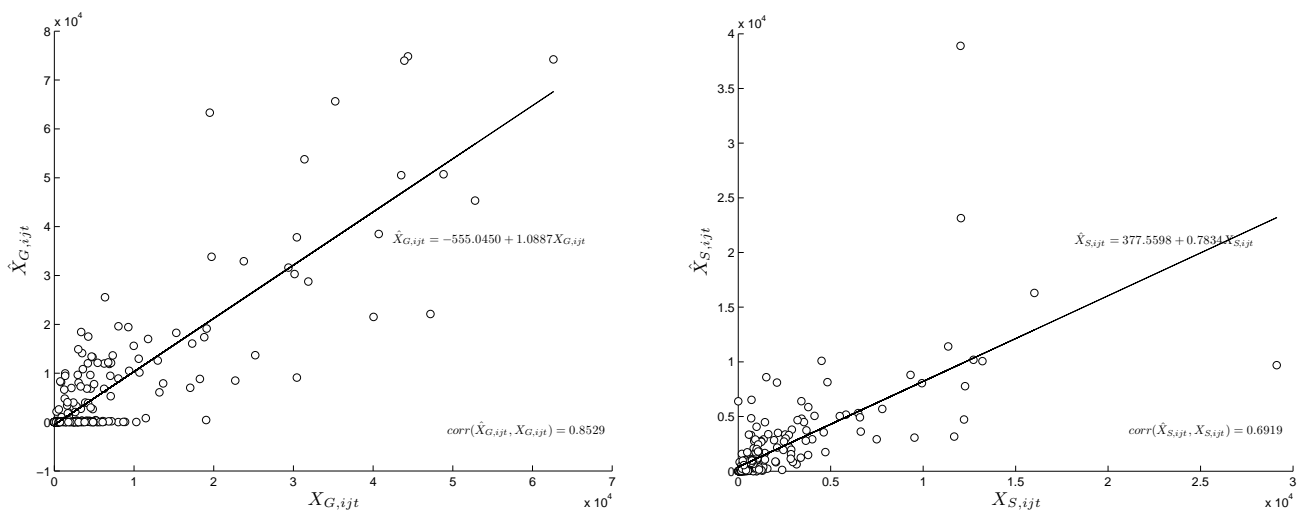 x 10^4
8
7
6
5
4
3
2
1
0
−1
X̂_{G,ijt}
X̂_{G,ijt} = −555.0450 + 1.0887X_{G,ijt}
corr(X̂_{G,ijt}, X_{G,ijt}) = 0.8529
0 1 2 3 4 5 6 7
x 10^4
X_{G,ijt}
x 10^4
4
3.5
3
2.5
2
1.5
1
0.5
0
X̂_{S,ijt}
X̂_{S,ijt} = 377.5598 + 0.7834X_{S,ijt}
corr(X̂_{S,ijt}, X_{S,ijt}) = 0.6919
0 0.5 1 1.5 2 2.5 3
x 10^4
X_{S,ijt}